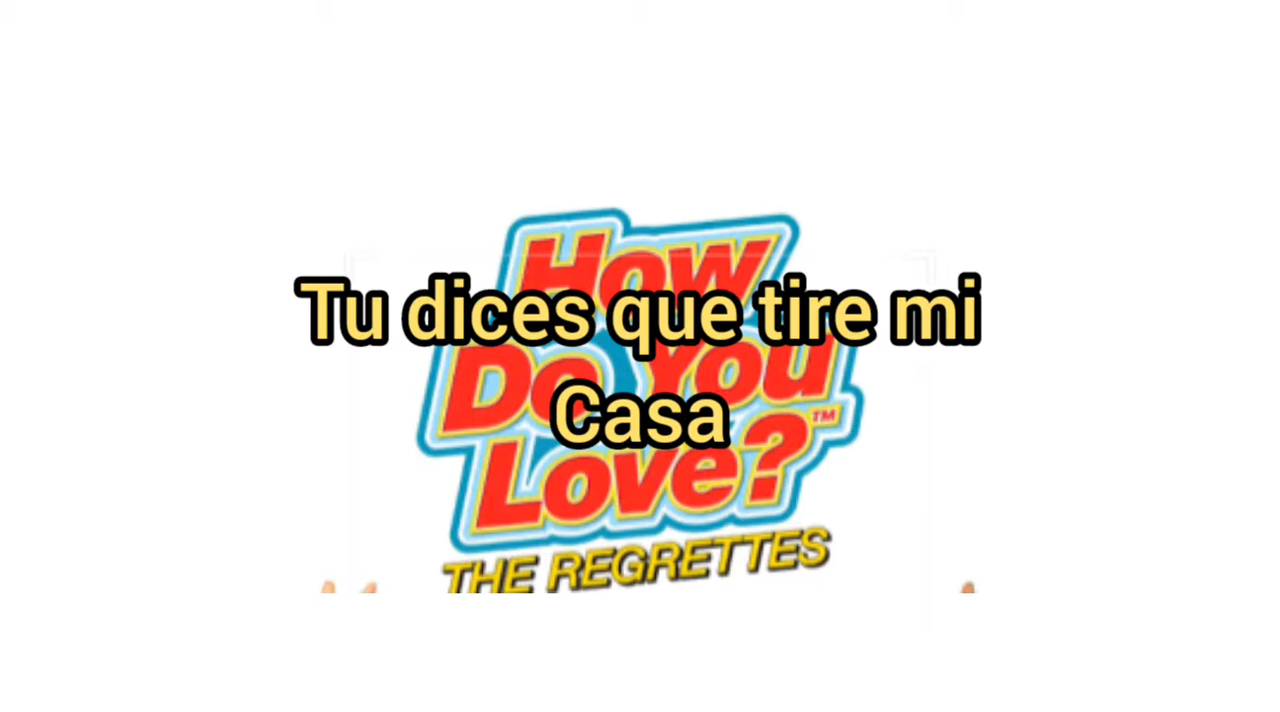 How
Tu dices que tire mi
Do You
Casa
Love?™
THE REGRETTES